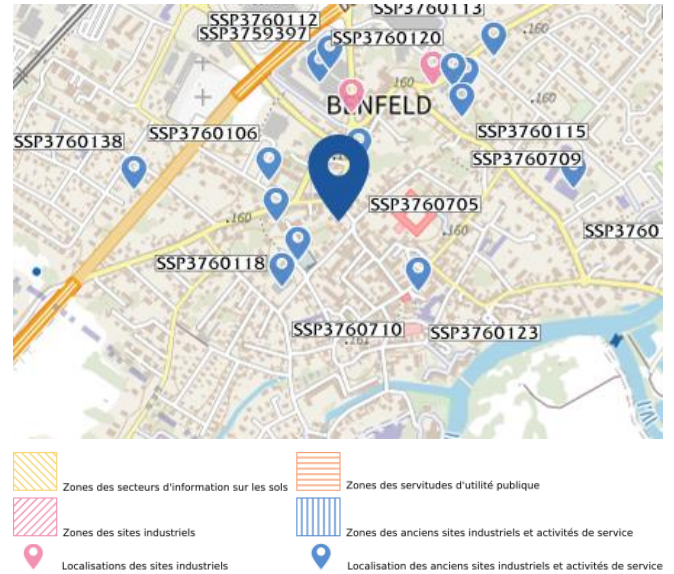 SSP3760113
SSP3760112
SSP3759397
SSP3760120
160
160
BENFELD
160
SSP3760138
SSP3760106
SSP3760115
SSP3760709
SSP3760705
160
160
SSP3760
SSP3760118
SSP3760710
SSP3760123
161
Zones des secteurs d'information sur les sols
Zones des servitudes d'utilité publique
Zones des sites industriels
Zones des anciens sites industriels et activités de service
Localisations des sites industriels
Localisation des anciens sites industriels et activités de service